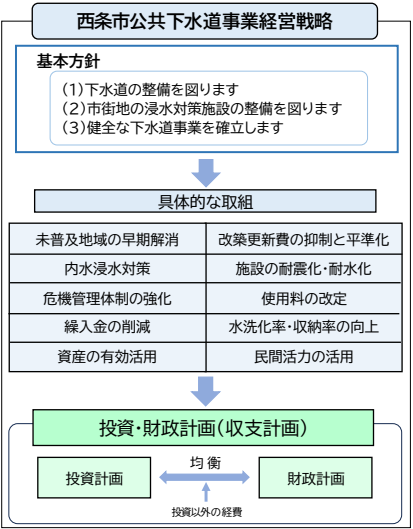 西条市公共下水道事業経営戦略
基本方針
(1)下水道の整備を図ります
(2)市街地の浸水対策施設の整備を図ります
(3)健全な下水道事業を確立します
具体的な取組
未普及地域の早期解消
改築更新費の抑制と平準化
内水浸水対策
施設の耐震化・耐水化
危機管理体制の強化
使用料の改定
繰入金の削減
水洗化率・収納率の向上
資産の有効活用
民間活力の活用
投資・財政計画(収支計画)
投資計画
均衡
財政計画
投資以外の経費